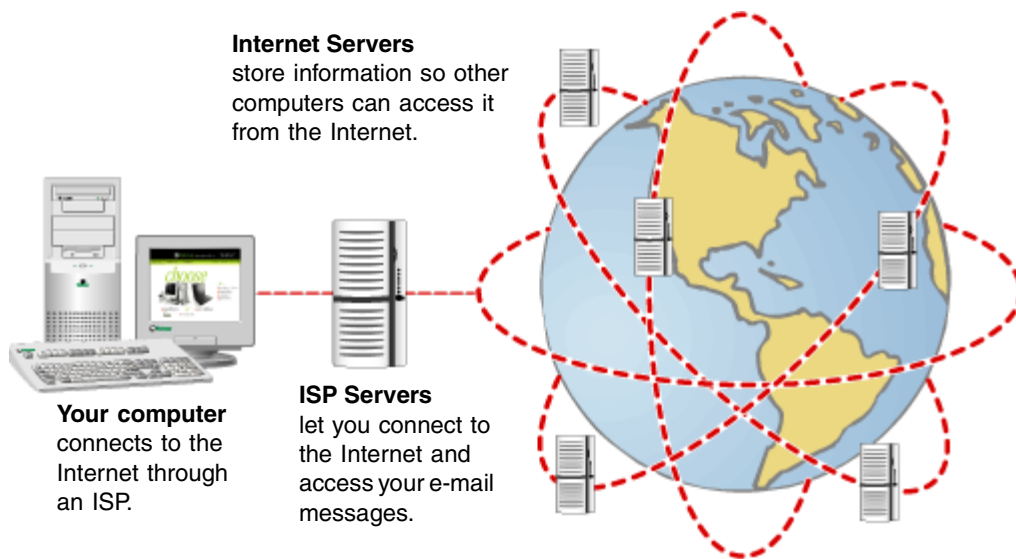 Internet Servers
store information so other
computers can access it
from the Internet.
choose
Your computer
connects to the
Internet through
an ISP.
ISP Servers
let you connect to
the Internet and
access your e-mail
messages.